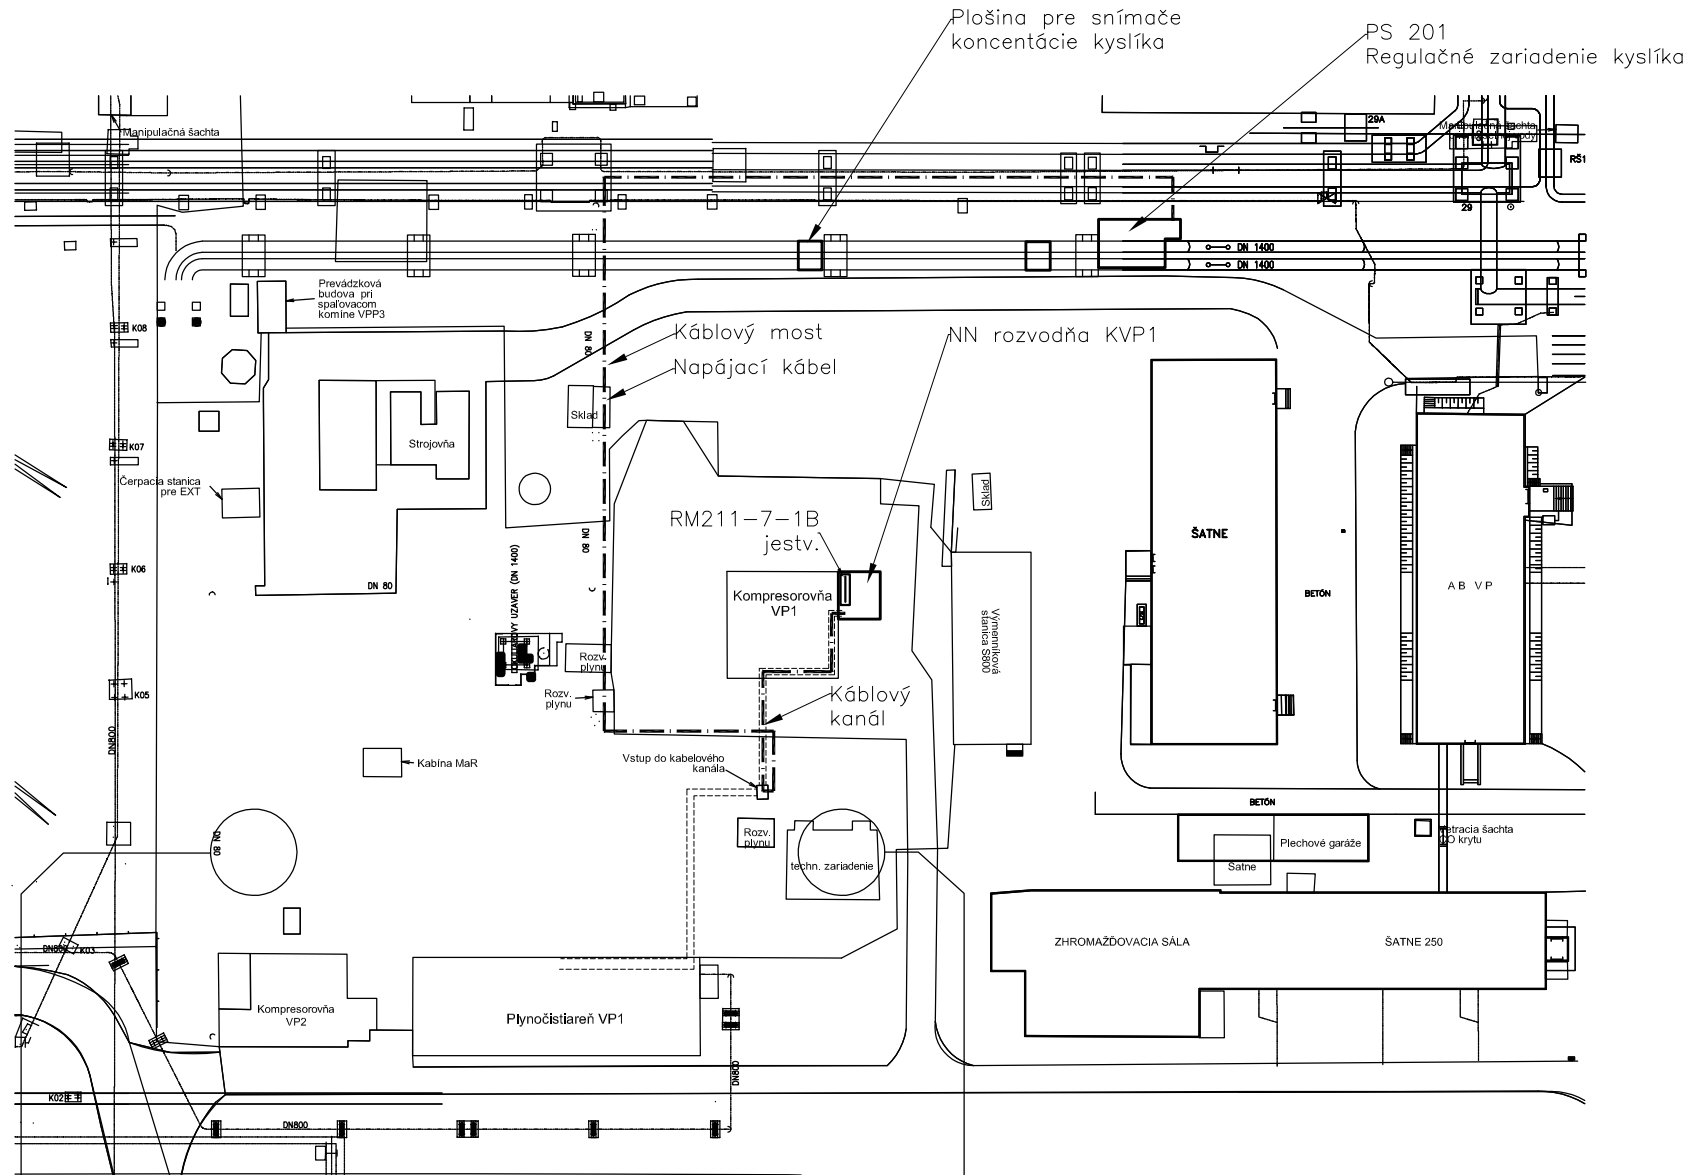 Plošina pre snímače
koncentácie kyslíka
PS 201
Regulačné zariadenie kyslíka
Manipulačná šachta
29A
RŠ1
29
DN 1400
DN 1400
Prevádzková
budova pri
spaľovacom
komíne VPP3
K08
DN 80
Káblový most
Napájací kábel
NN rozvodňa KVP1
Sklad
Strojovňa
K07
Čerpacia stanica
pre EXT
Sklad
RM211-7-1B
jestv.
ŠATNE
DN 80
K06
DN 80
UZAVER (DN 1400)
Kompresorovňa
VP1
BETÓN
A B V P
Výmenníková
stanica S800
Rozv.
plynu
K05
Rozv.
plynu
Káblový
kanál
DN800
Kabína MaR
Vstup do kabelového
kanála
BETÓN
DN 80
Rozv.
plynu
techn. zariadenie
Plechové garáže
šachta
krytu
Šatne
DN800
K03
ZHROMAŽĎOVACIA SÁLA
ŠATNE 250
Kompresorovňa
VP2
Plynočistiareň VP1
DN800
K02
DN800